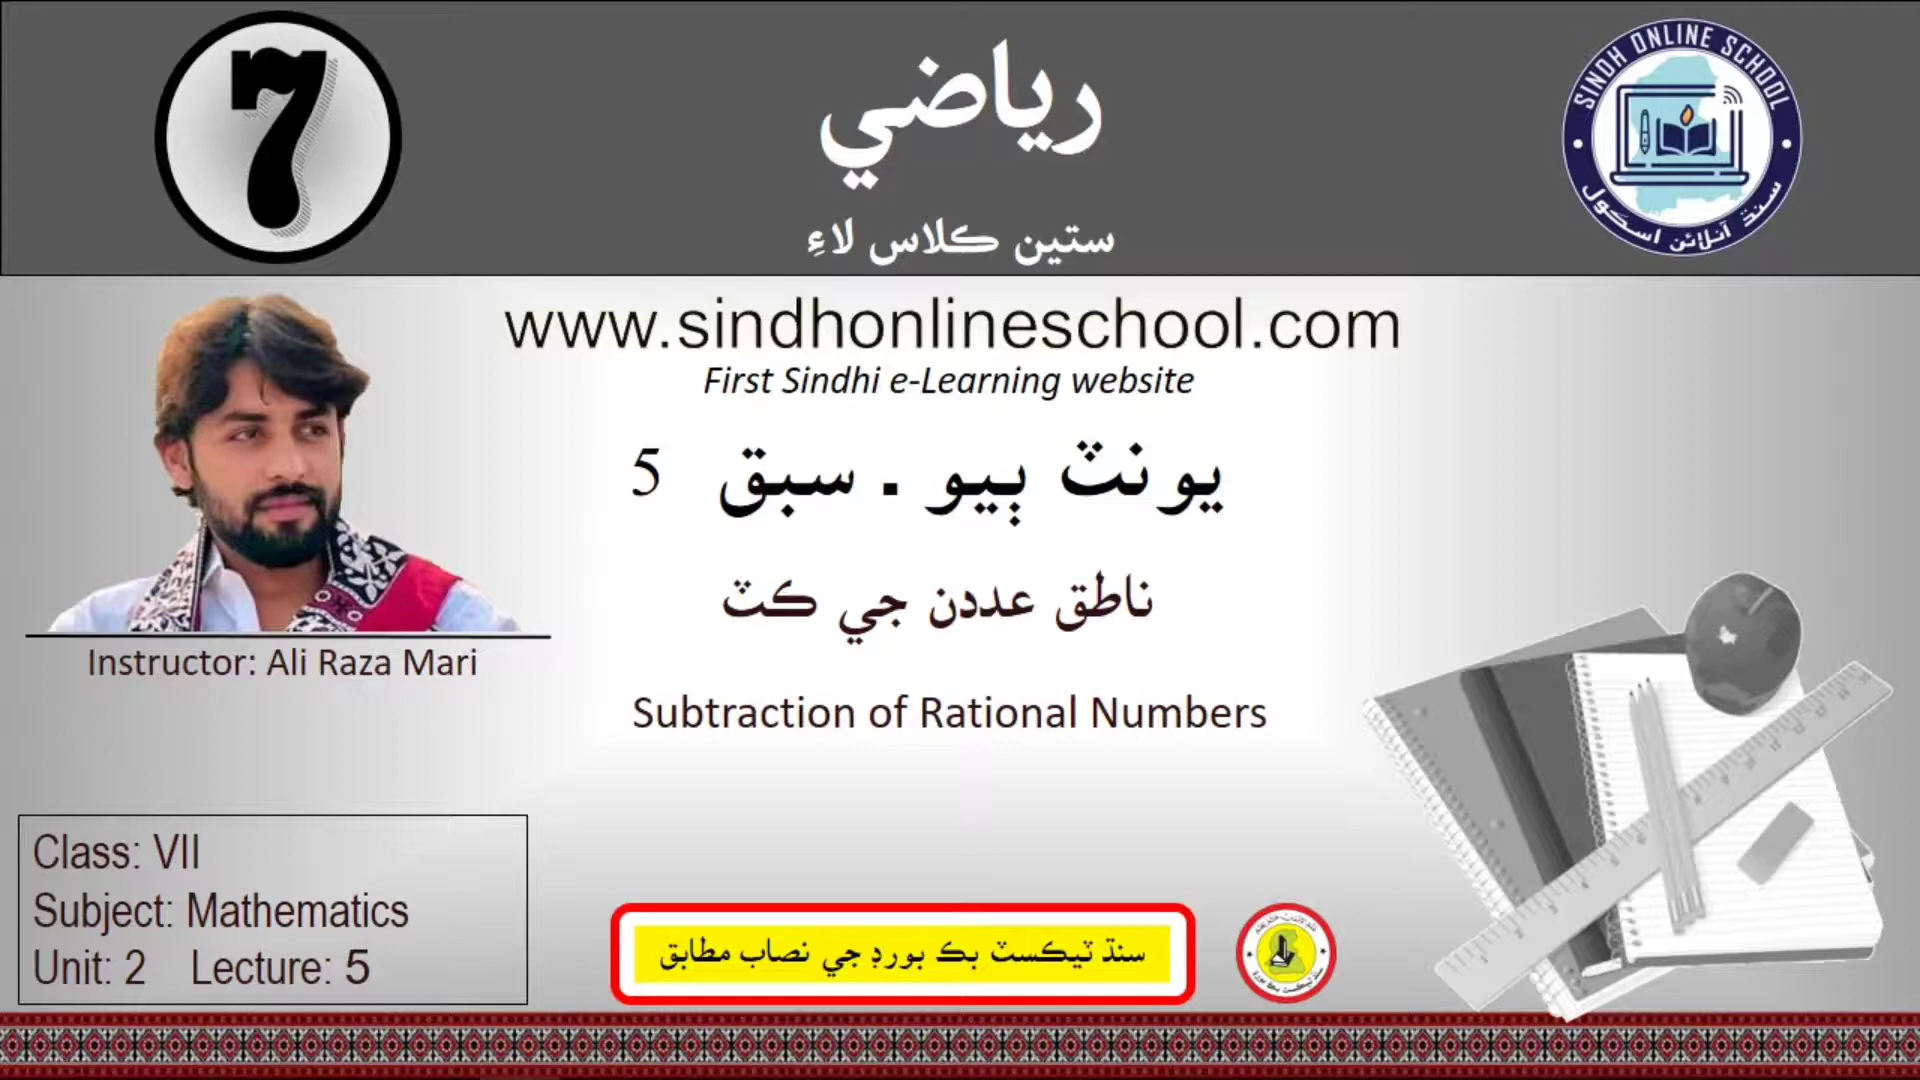 7
رياضي
ستين ڪلاس لاءِ
SINDH ONLINE SCHOOL
سنڌ آنلائن اسڪول
www.sindhonlineschool.com
First Sindhi e-Learning website
يونٽ ٻيو . سبق 5
ناطق عددن جي ڪٽ
Subtraction of Rational Numbers
Instructor: Ali Raza Mari
Class: VII
Subject: Mathematics
Unit: 2 Lecture: 5
سنڌ ٽيڪسٽ بڪ بورڊ جي نصاب مطابق